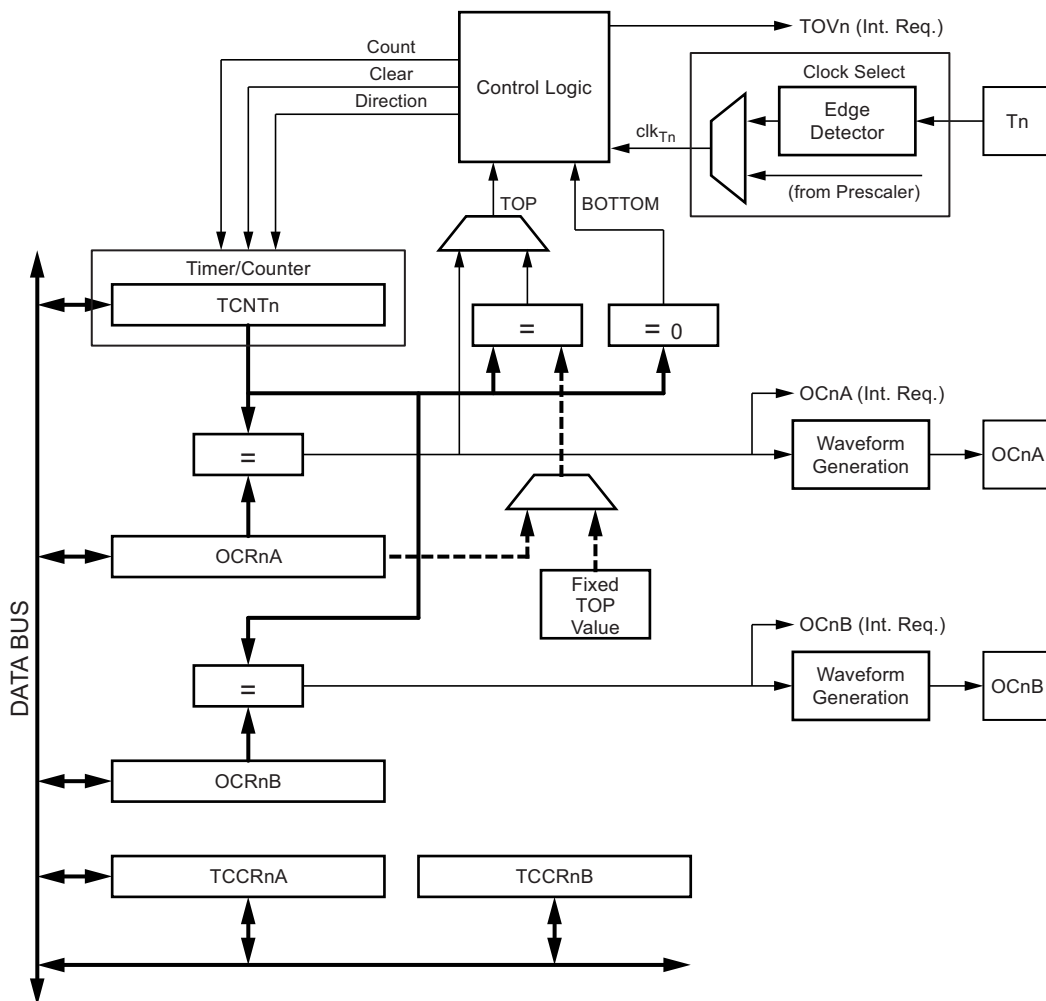 TOVn (Int. Req.)
Count
Clear
Direction
Control Logic
Clock Select
Edge
Detector
Tn
clkTn
(from Prescaler)
TOP
BOTTOM
Timer/Counter
TCNTn
=
= 0
OCnA (Int. Req.)
=
Waveform
Generation
OCnA
OCRnA
Fixed
TOP
Value
DATA BUS
OCnB (Int. Req.)
=
Waveform
Generation
OCnB
OCRnB
TCCRnA
TCCRnB